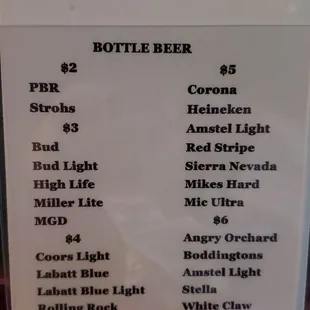 BOTTLE BEER
$2
PBR
Strohs
$3
Bud
Bud Light
High Life
Miller Lite
MGD
$4
Coors Light
Labatt Blue
Labatt Blue Light
Rolling Rock
$5
Corona
Heineken
Amstel Light
Red Stripe
Sierra Nevada
Mikes Hard
Mic Ultra
$6
Angry Orchard
Boddingtons
Amstel Light
Stella
White Claw